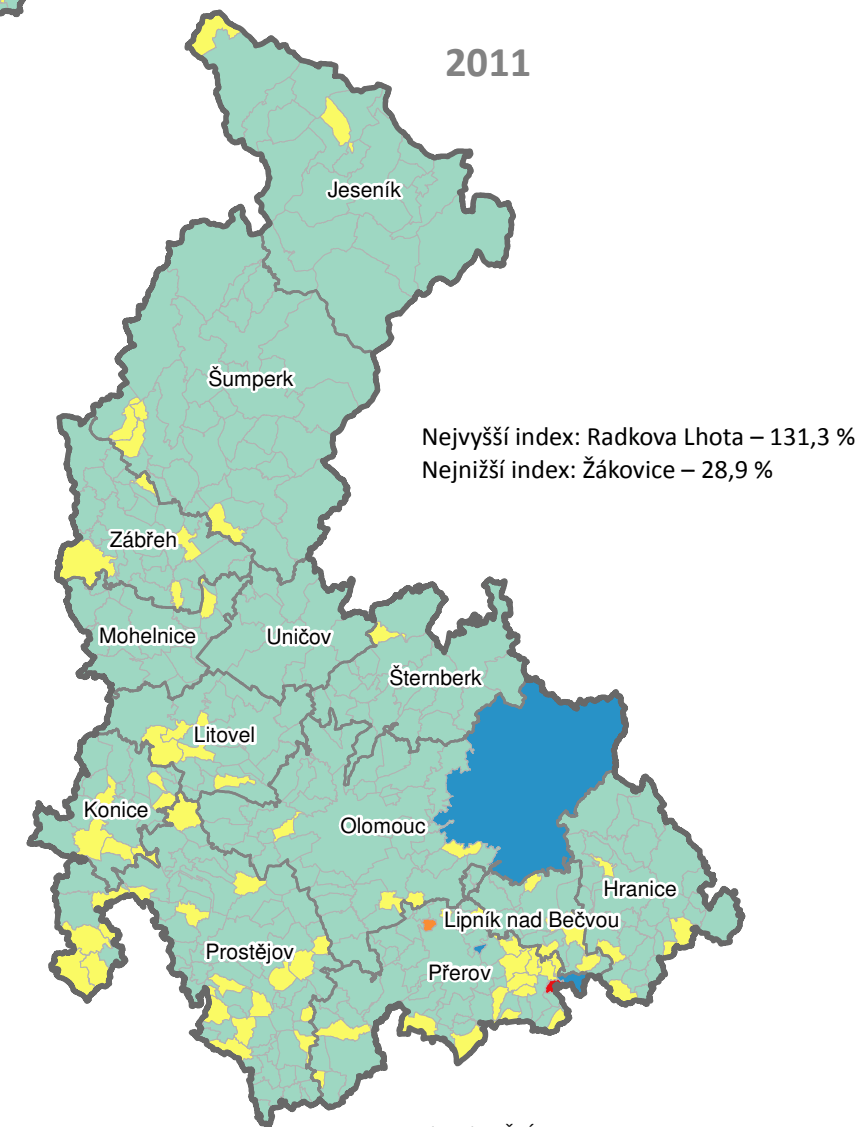 2011
Jeseník
Šumperk
Nejvyšší index: Radkova Lhota – 131,3 %
Nejnižší index: Žákovice – 28,9 %
Zábřeh
Mohelnice
Uničov
Šternberk
Litovel
Konice
Olomouc
Hranice
Lipník nad Bečvou
Prostějov
Přerov